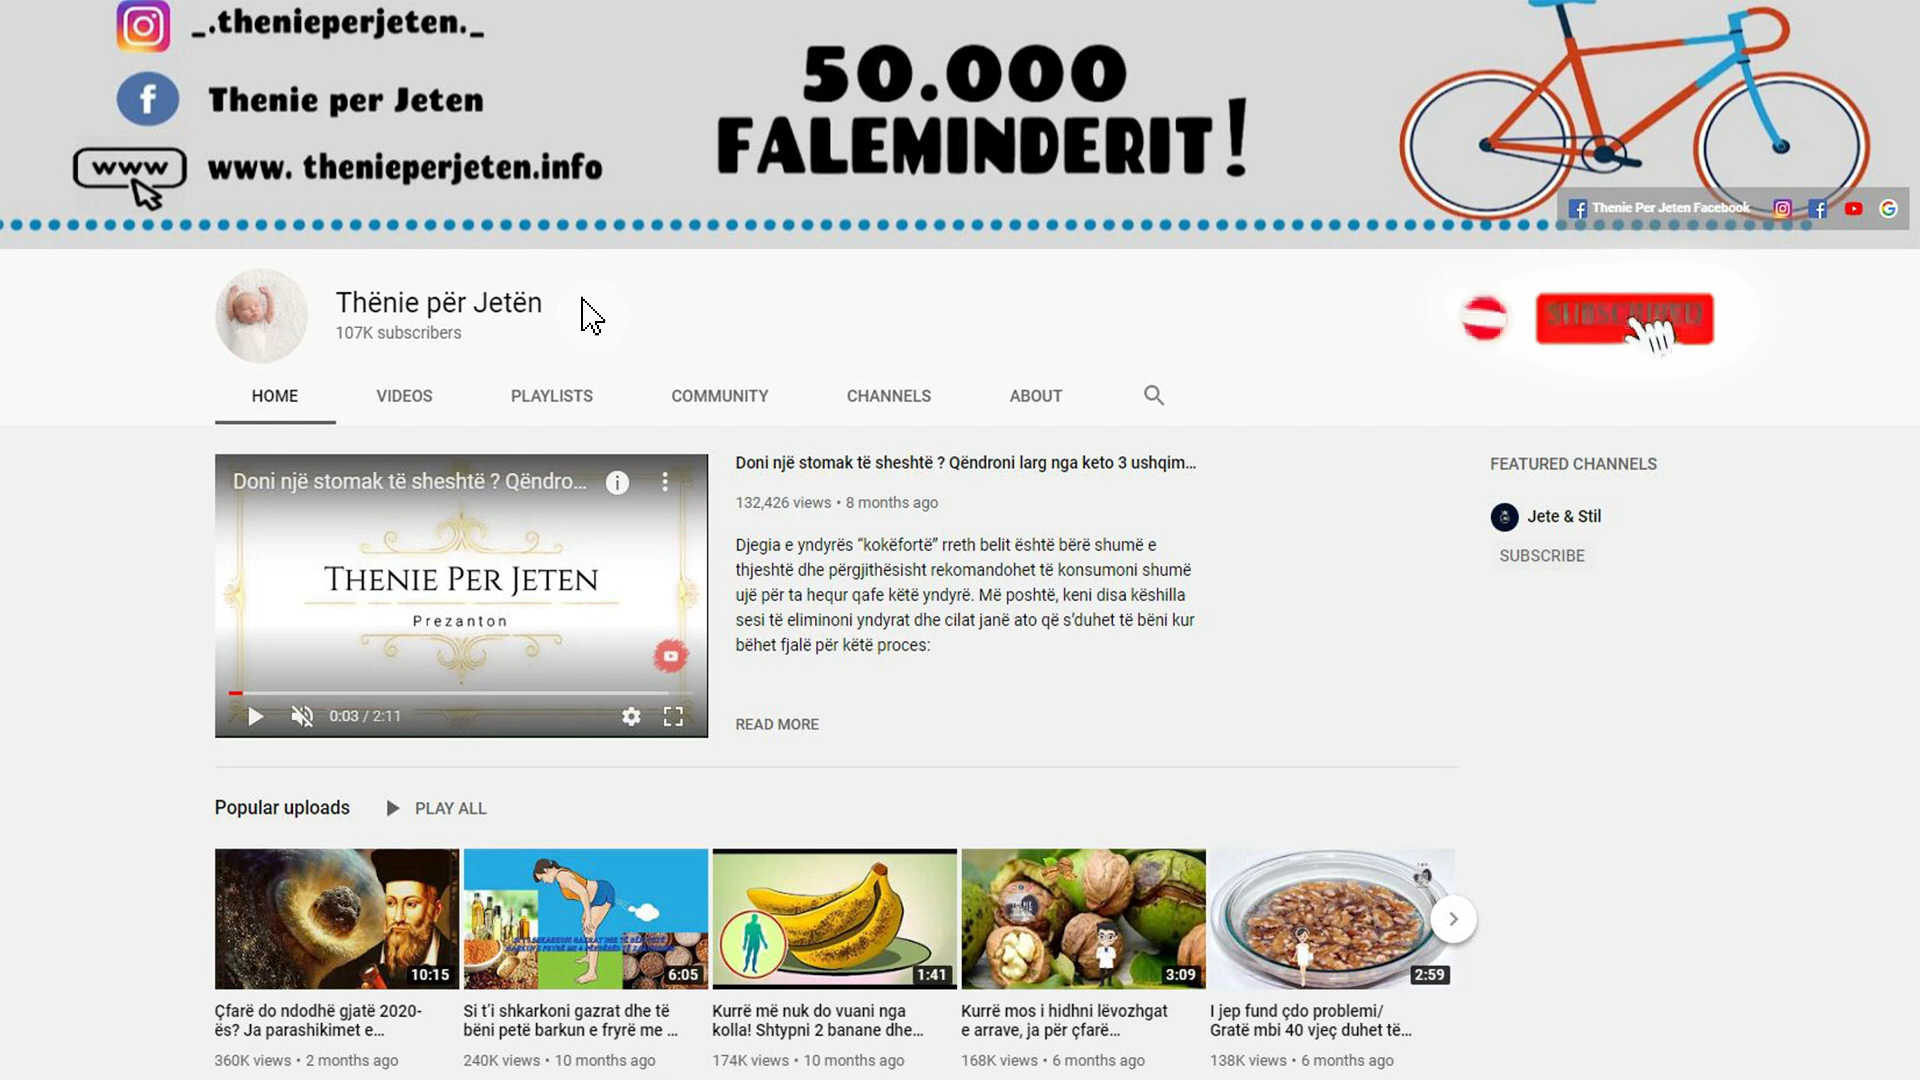 _.thenieperjeten._
Thenie per Jeten
www
www. thenieperjeten.info
50.000
FALEMINDERIT!
Thenie Per Jeten Facebook
Thënie për Jetën
107K subscribers
HOME
VIDEOS
PLAYLISTS
COMMUNITY
CHANNELS
ABOUT
Doni një stomak të sheshtë ? Qëndro...
THENIE PER JETEN
Prezanton
0:03 / 2:11
Doni një stomak të sheshtë ? Qëndroni larg nga keto 3 ushqim...
132,426 views • 8 months ago
Djegia e yndyrës “kokëfortë” rreth belit është bërë shumë e
thjeshtë dhe përgjithësisht rekomandohet të konsumoni shumë
ujë për ta hequr qafe këtë yndyrë. Më poshtë, keni disa këshilla
sesi të eliminoni yndyrat dhe cilat janë ato që s’duhet të bëni kur
bëhet fjalë për këtë proces:
READ MORE
FEATURED CHANNELS
Jete & Stil
SUBSCRIBE
Popular uploads
PLAY ALL
10:15
6:05
1:41
3:09
2:59
Çfarë do ndodhë gjatë 2020-
ës? Ja parashikimet e...
360K views • 2 months ago
Si t’i shkarkoni gazrat dhe të
bëni petë barkun e fryrë me ...
240K views • 10 months ago
Kurrë më nuk do vuani nga
kolla! Shtypni 2 banane dhe...
174K views • 10 months ago
Kurrë mos i hidhni lëvozhgat
e arrave, ja për çfarë...
168K views • 6 months ago
I jep fund çdo problemi/
Gratë mbi 40 vjeç duhet të...
138K views • 6 months ago